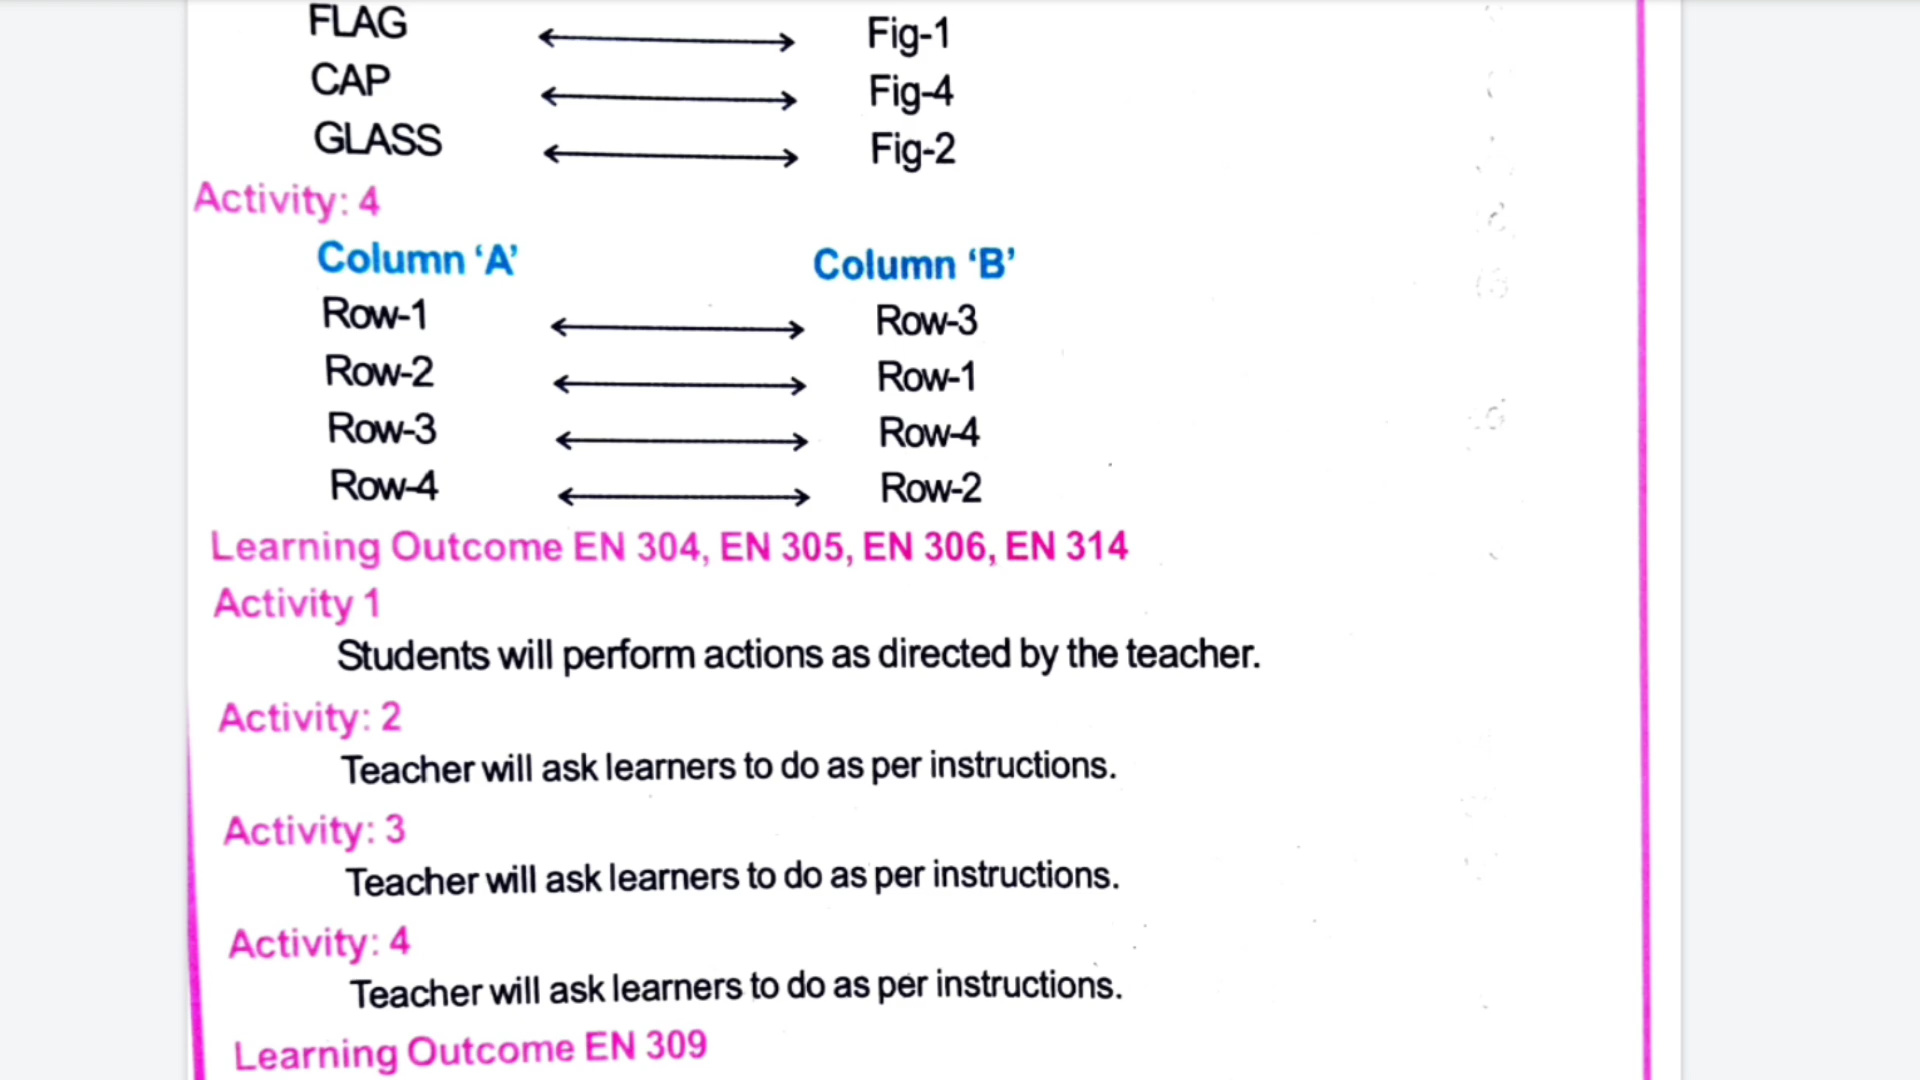 FLAG ⟷ Fig-1
CAP ⟷ Fig-4
GLASS ⟷ Fig-2
Activity: 4
Column ‘A’ Column ‘B’
Row-1 ⟷ Row-3
Row-2 ⟷ Row-1
Row-3 ⟷ Row-4
Row-4 ⟷ Row-2
Learning Outcome EN 304, EN 305, EN 306, EN 314
Activity 1
Students will perform actions as directed by the teacher.
Activity: 2
Teacher will ask learners to do as per instructions.
Activity: 3
Teacher will ask learners to do as per instructions.
Activity: 4
Teacher will ask learners to do as per instructions.
Learning Outcome EN 309